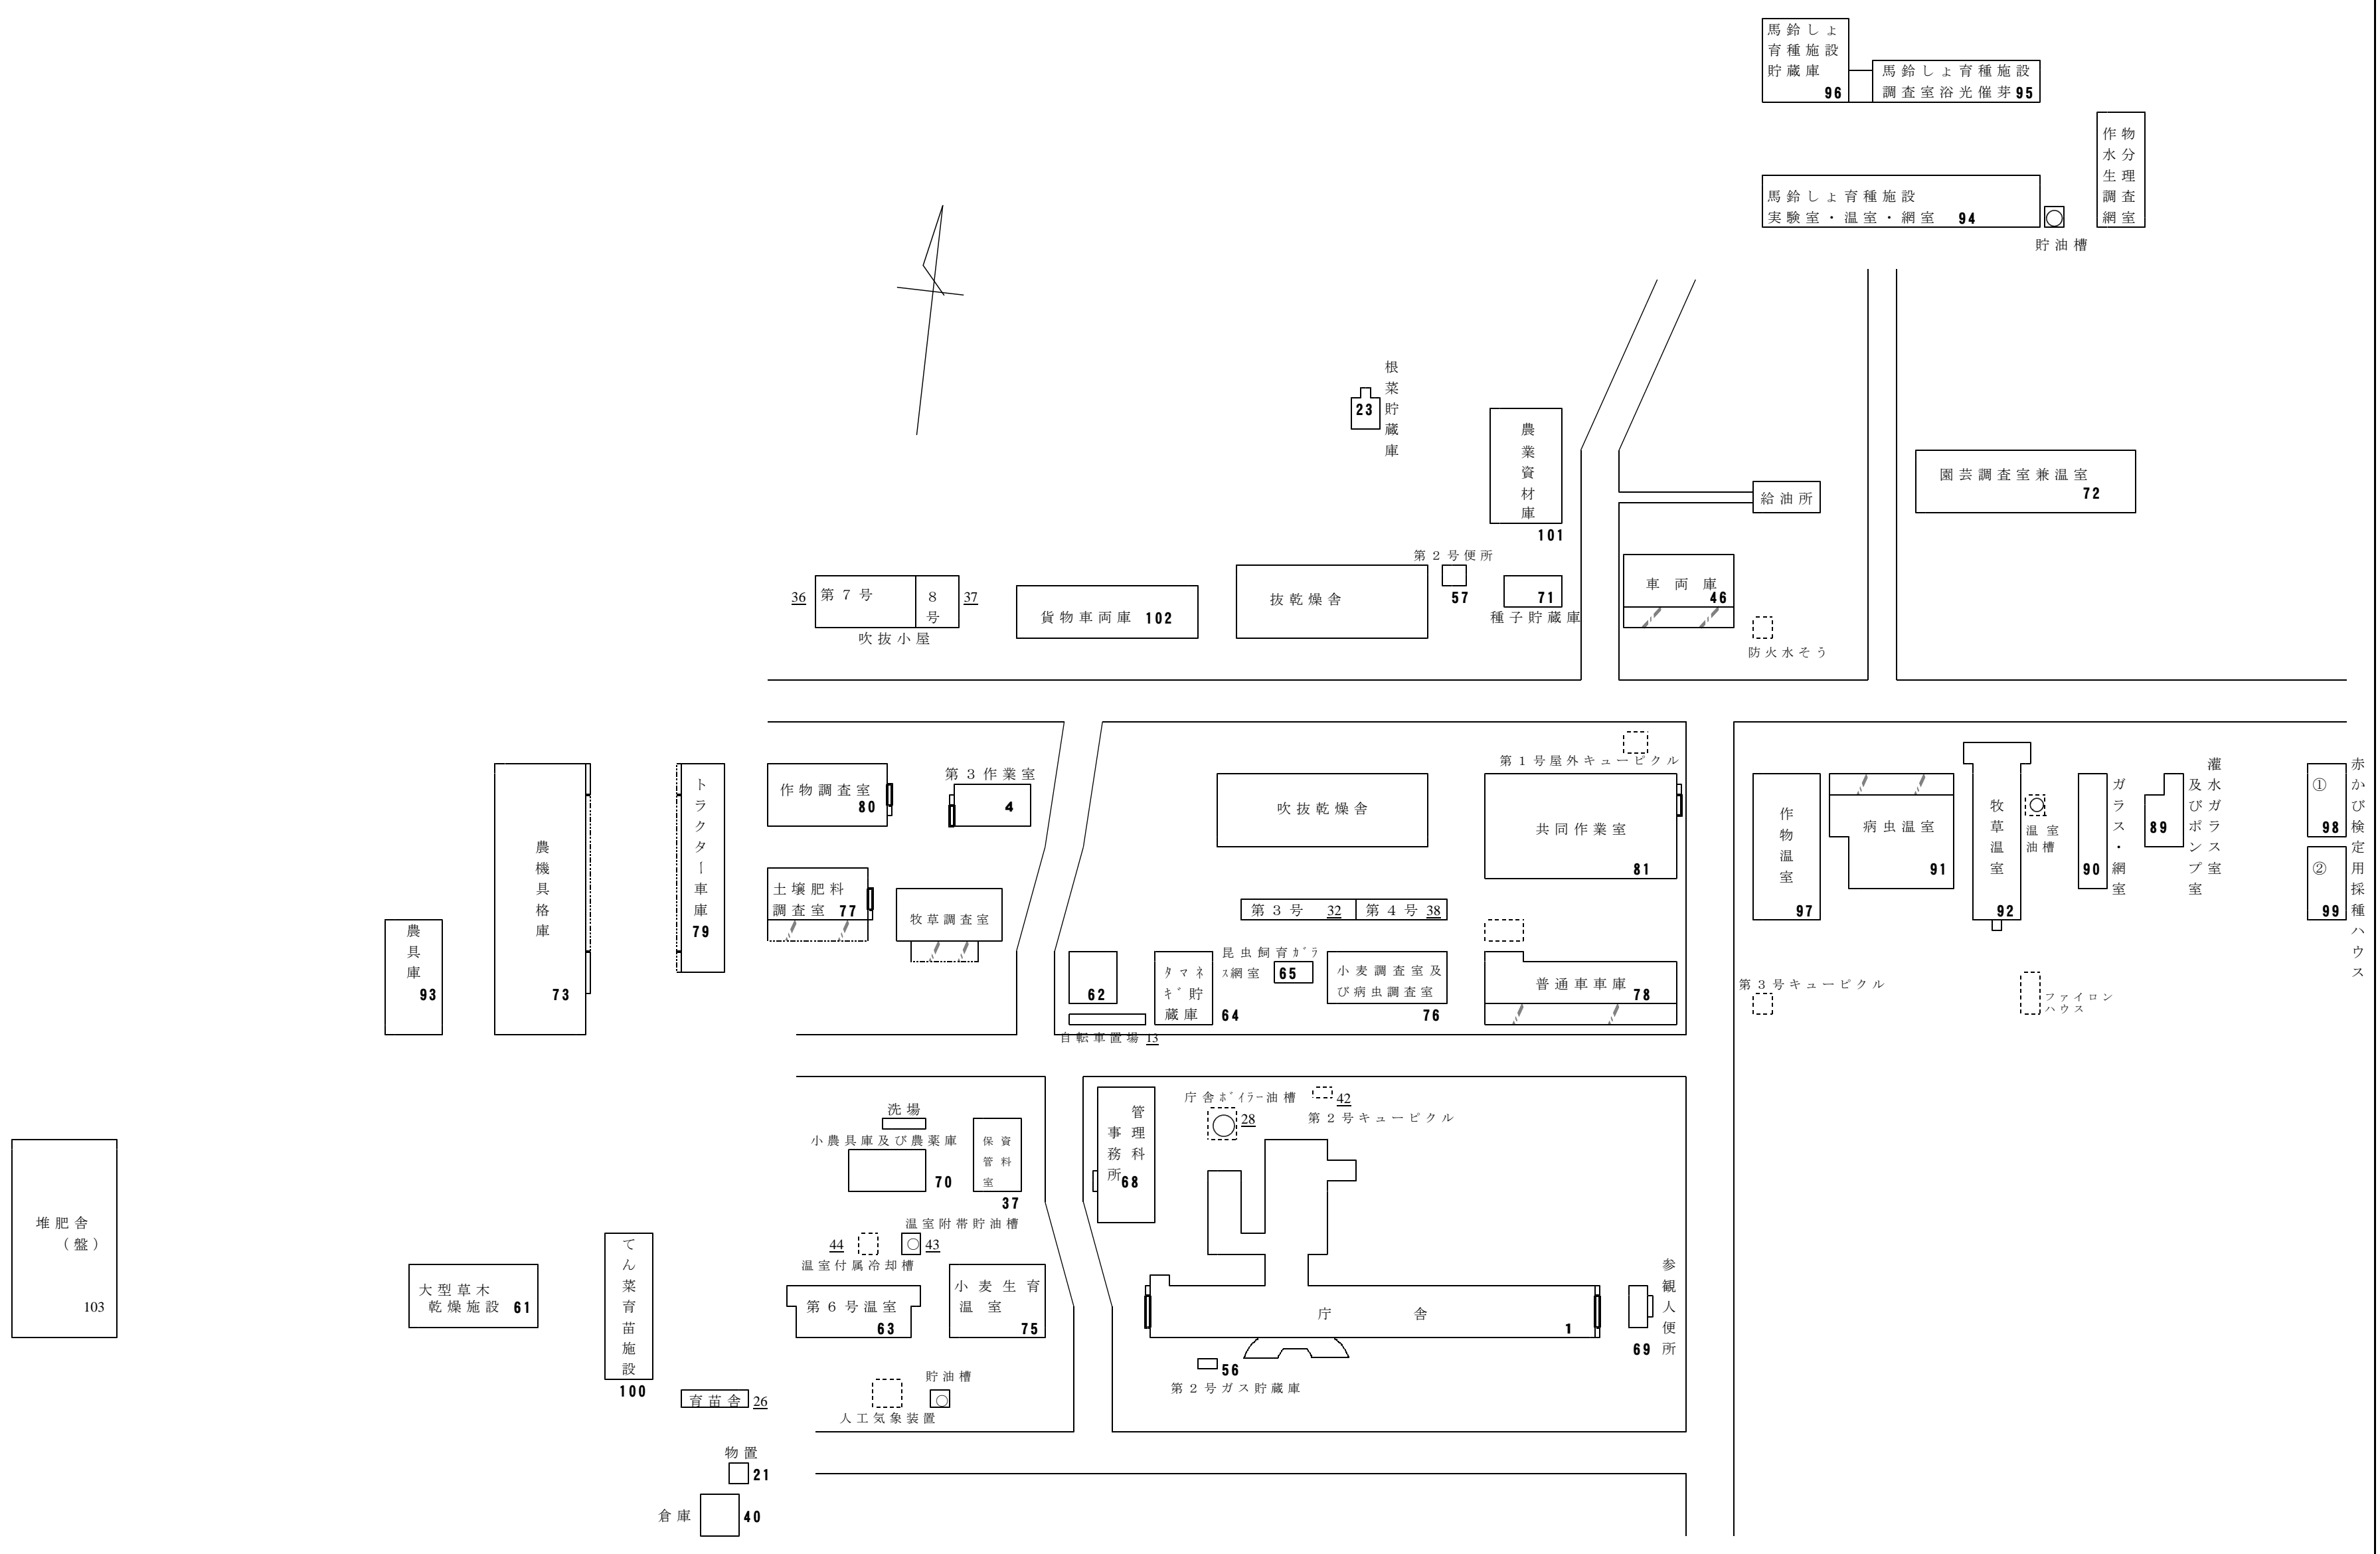 馬鈴しょ
育種施設
貯蔵庫
96
馬鈴しょ育種施設
調査室浴光催芽95
作物
水分
生理
調査
網室
馬鈴しょ育種施設
実験室・温室・網室 94
貯油槽
根菜貯蔵庫
23
農業資材庫
101
給油所
園芸調査室兼温室
72
第2号便所
57
36
第7号
8号
37
吹抜小屋
貨物車両庫 102
抜乾燥舎
71
種子貯蔵庫
車両庫
46
防火水そう
第1号屋外キュービクル
トラクター車庫
79
作物調査室
80
第3作業室
4
吹抜乾燥舎
共同作業室
81
作物温室
97
病虫温室
91
牧草温室
92
温室
油槽
ガラス・網室
90
灌水ガラス室
及びポンプ室
89
赤かび検定用採種ハウス
①
98
②
99
農機具格庫
73
農具庫
93
土壌肥料
調査室 77
牧草調査室
第3号 32
第4号 38
62
自転車置場 13
タマネ
ギ貯
蔵庫
64
昆虫飼育ガラ
ス網室 65
小麦調査室及
び病虫調査室
76
普通車車庫
78
第3号キュービクル
ファイロン
ハウス
洗場
小農具庫及び農薬庫
70
資料
保管室
37
管理科
事務所
68
庁舎ボイラー油槽
28
42
第2号キュービクル
堆肥舎
（盤）
103
大型草木
乾燥施設 61
てん菜育苗施設
100
温室附帯貯油槽
44
43
温室付属冷却槽
第6号温室
63
小麦生育
温室
75
庁舎
1
参観人便所
69
56
第2号ガス貯蔵庫
育苗舎 26
貯油槽
人工気象装置
物置
21
倉庫
40